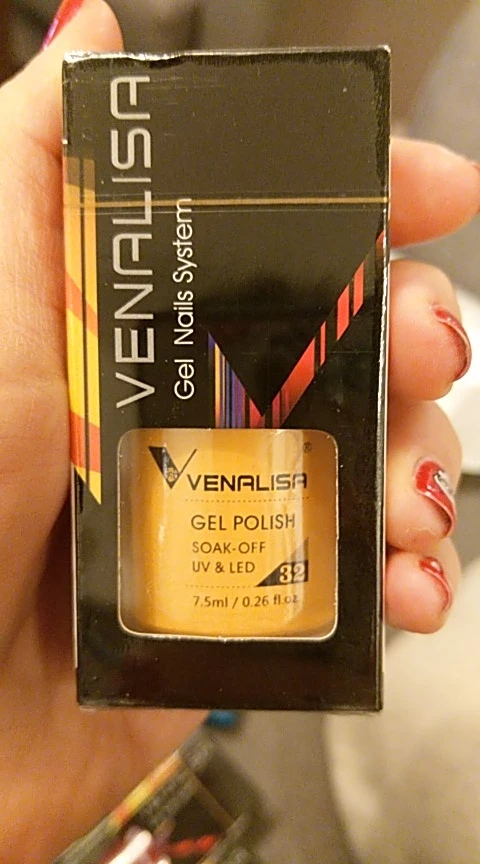 VENALISA
Gel Nails System
VENALISA®
GEL POLISH
SOAK-OFF
UV & LED
32
7.5ml / 0.26 fl.oz